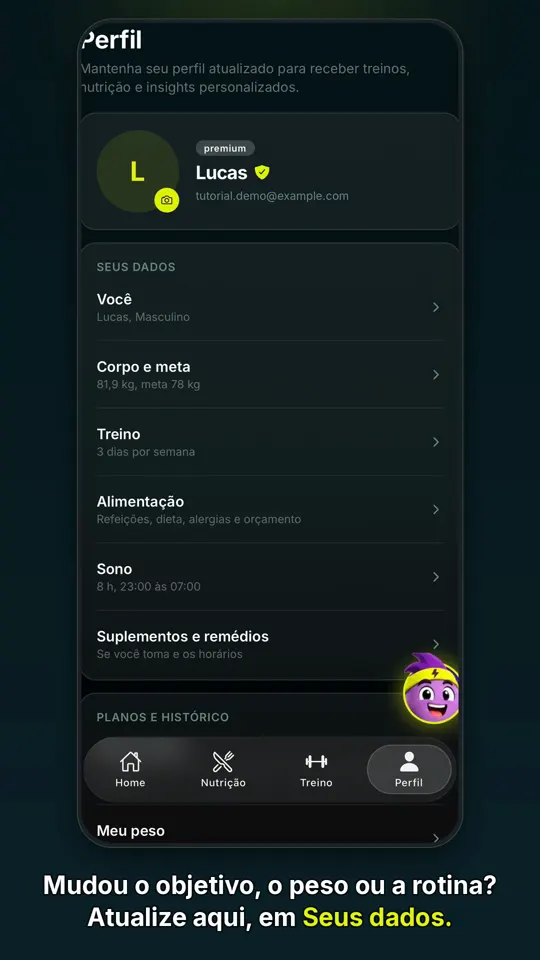 Perfil
Mantenha seu perfil atualizado para receber treinos,
nutrição e insights personalizados.
L
premium
Lucas
tutorial.demo@example.com
SEUS DADOS
Você
Lucas, Masculino
Corpo e meta
81,9 kg, meta 78 kg
Treino
3 dias por semana
Alimentação
Refeições, dieta, alergias e orçamento
Sono
8 h, 23:00 às 07:00
Suplementos e remédios
Se você toma e os horários
PLANOS E HISTÓRICO
Home
Nutrição
Treino
Perfil
Meu peso
Mudou o objetivo, o peso ou a rotina?
Atualize aqui, em Seus dados.